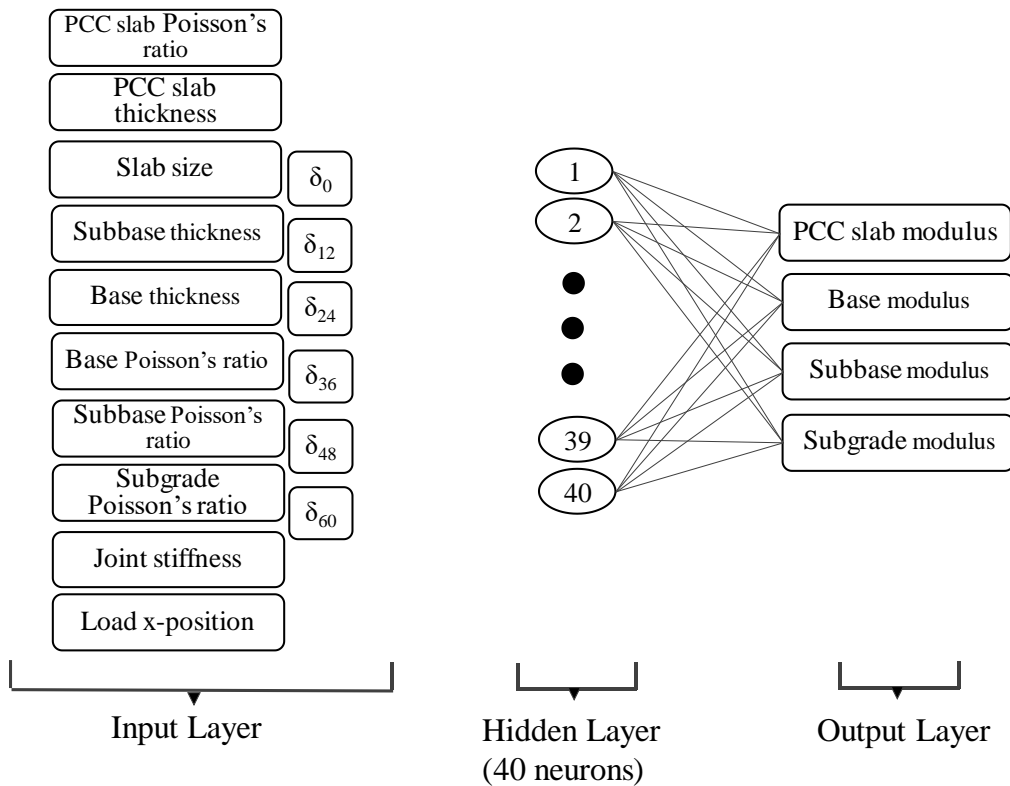 PCC slab Poisson's
ratio
PCC slab
thickness
Slab size
Subbase thickness
Base thickness
Base Poisson's ratio
Subbase Poisson's
ratio
Subgrade
Poisson's ratio
Joint stiffness
Load x-position
δ0
δ12
δ24
δ36
δ48
δ60
1
2
39
40
PCC slab modulus
Base modulus
Subbase modulus
Subgrade modulus
Input Layer
Hidden Layer
(40 neurons)
Output Layer